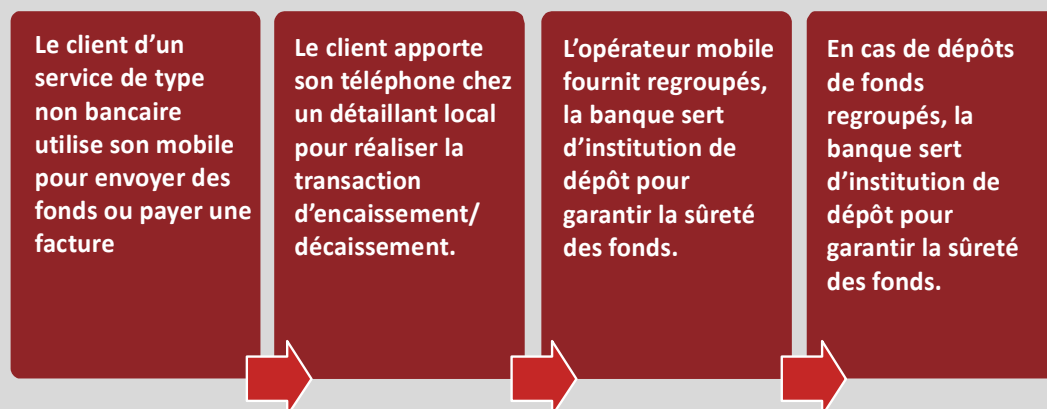 Le client d’un
service de type
non bancaire
utilise son mobile
pour envoyer des
fonds ou payer une
facture
Le client apporte
son téléphone chez
un détaillant local
pour réaliser la
transaction
d’encaissement/
décaissement.
L’opérateur mobile
fournit regroupés,
la banque sert
d’institution de
dépôt pour
garantir la sûreté
des fonds.
En cas de dépôts
de fonds
regroupés, la
banque sert
d’institution de
dépôt pour
garantir la sûreté
des fonds.